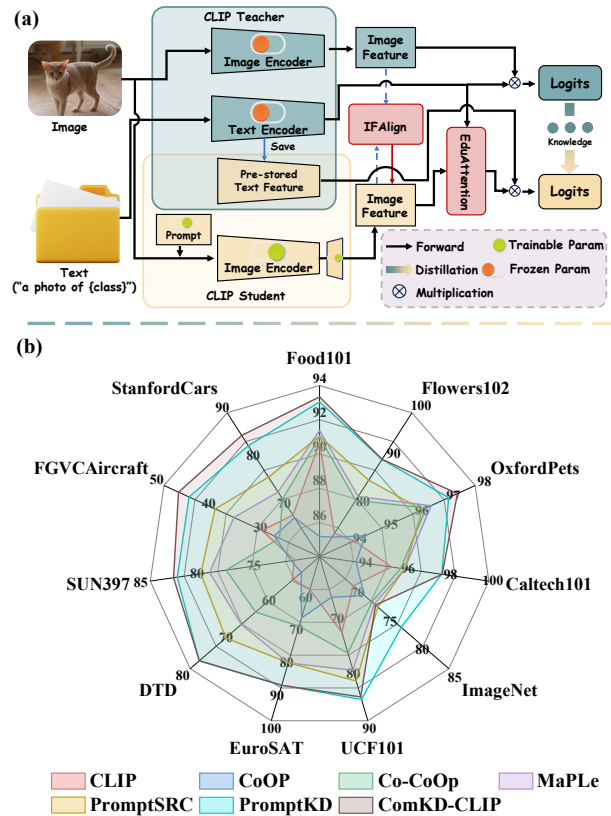 (a)
CLIP Teacher
Image Encoder
Image
Feature
Logits
Image
Text Encoder
IFAlign
Knowledge
Save
EduAttention
Pre-stored
Text Feature
Image
Feature
Logits
Prompt
Image Encoder
CLIP Student
Text
("a photo of {class}")
Forward
Trainable Param
Distillation
Frozen Param
Multiplication
(b)
Food101
94
92
90
88
86
Flowers102
100
90
80
OxfordPets
98
97
96
95
94
Caltech101
100
98
96
94
ImageNet
85
80
75
70
UCF101
90
80
70
EuroSAT
100
90
80
70
60
DTD
80
70
60
SUN397
85
80
75
FGVCAircraft
50
40
30
StanfordCars
90
80
70
CLIP
CoOP
Co-CoOp
MaPLe
PromptSRC
PromptKD
ComKD-CLIP